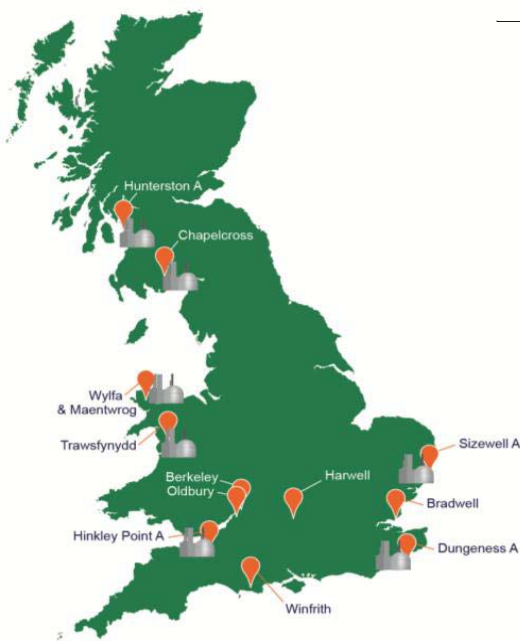 Hunterston A
Chapelcross
Wylfa
& Maentwrog
Trawsfynydd
Sizewell A
Berkeley
Harwell
Oldbury
Bradwell
Hinkley Point A
Dungeness A
Winfrith